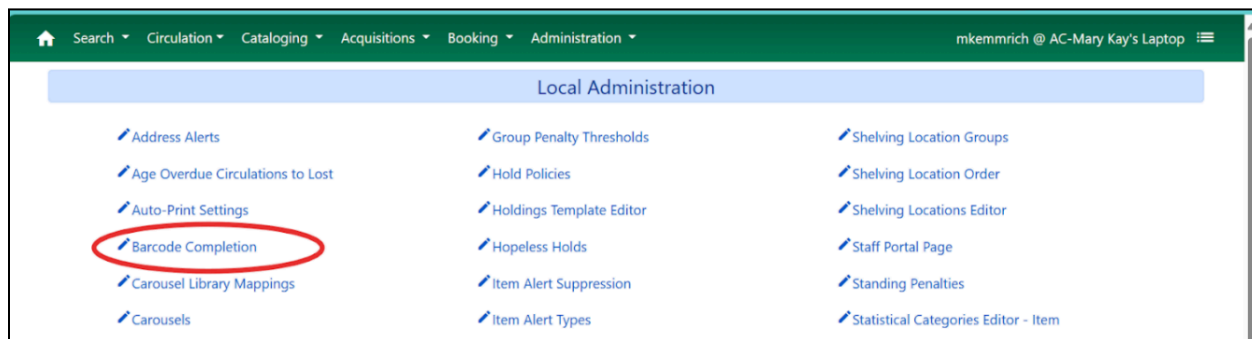 Search Circulation Cataloging Acquisitions Booking Administration mkemmrich @ AC-Mary Kay's Laptop
Local Administration
Address Alerts Group Penalty Thresholds Shelving Location Groups
Age Overdue Circulations to Lost Hold Policies Shelving Location Order
Auto-Print Settings Holdings Template Editor Shelving Locations Editor
Barcode Completion Hopeless Holds Staff Portal Page
Carousel Library Mappings Item Alert Suppression Standing Penalties
Carousels Item Alert Types Statistical Categories Editor - Item